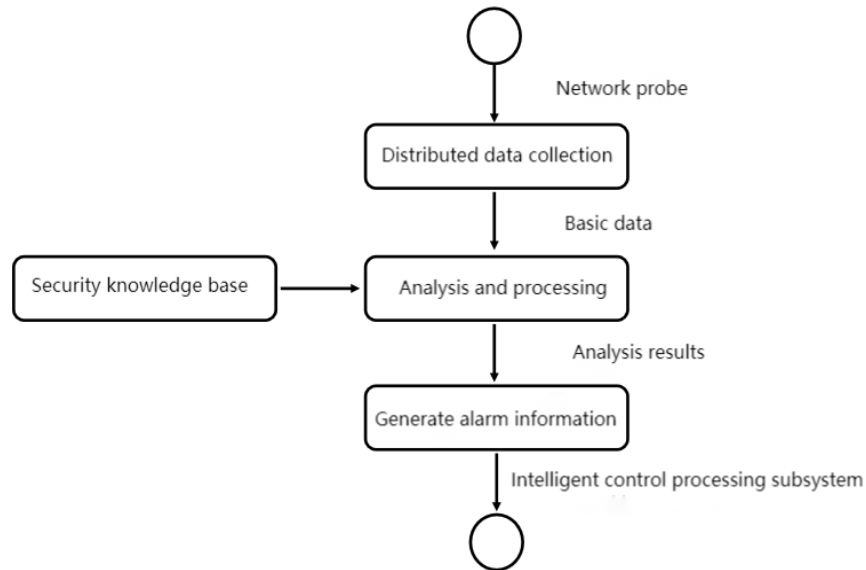 Network probe
Distributed data collection
Basic data
Security knowledge base
Analysis and processing
Analysis results
Generate alarm information
Intelligent control processing subsystem